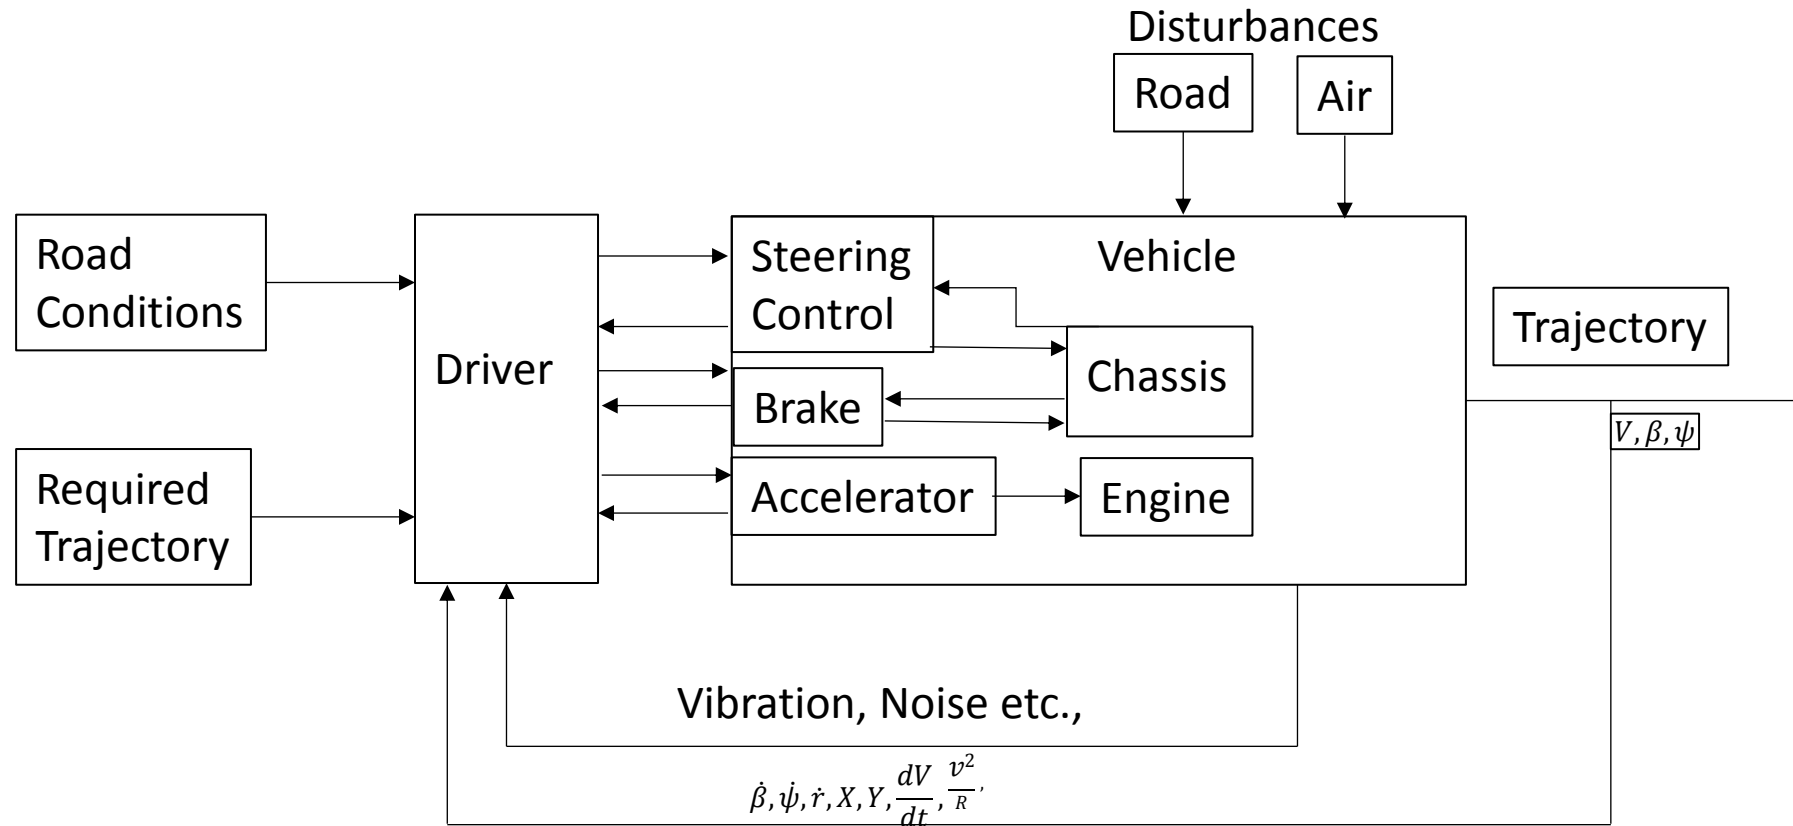 Disturbances
Road
Air
Road
Conditions
Required
Trajectory
Driver
Steering
Control
Vehicle
Brake
Chassis
Accelerator
Engine
Trajectory
V, β, ψ
Vibration, Noise etc.,
β̇, ψ̇, ṙ, X, Y, dV/dt, v²/R,